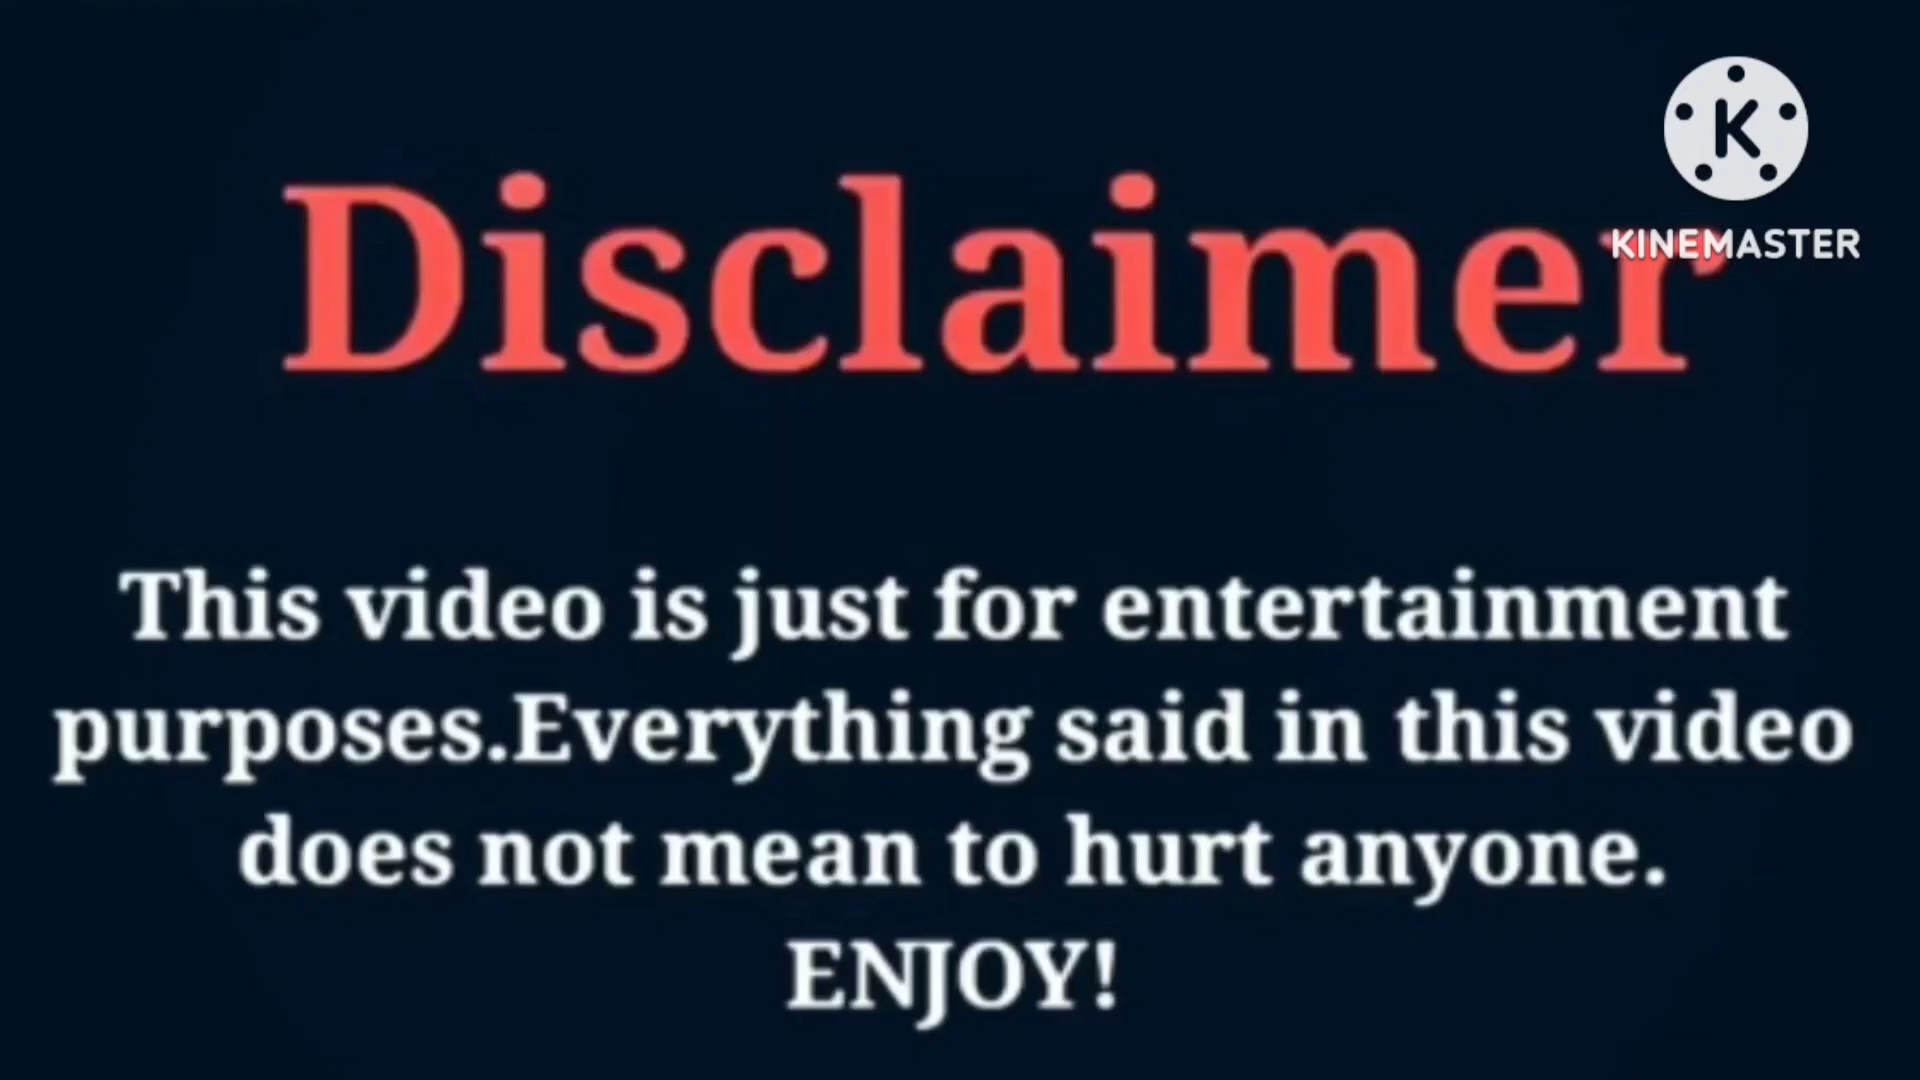 K
KINEMASTER
Disclaimer
This video is just for entertainment
purposes.Everything said in this video
does not mean to hurt anyone.
ENJOY!